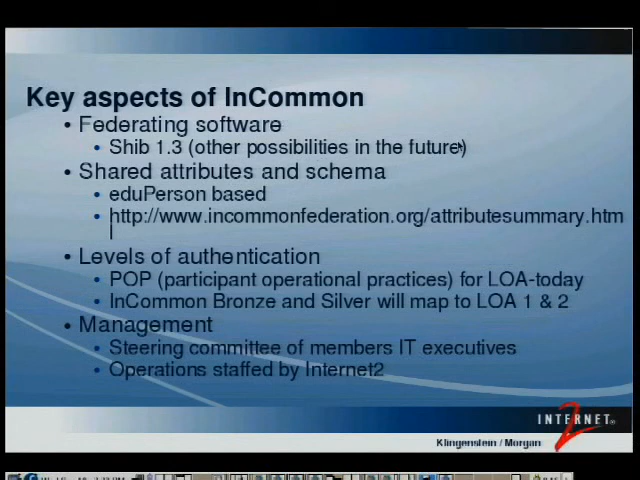 Key aspects of InCommon
• Federating software
• Shib 1.3 (other possibilities in the future)
• Shared attributes and schema
• eduPerson based
• http://www.incommonfederation.org/attributesummary.htm
l
• Levels of authentication
• POP (participant operational practices) for LOA-today
• InCommon Bronze and Silver will map to LOA 1 & 2
• Management
• Steering committee of members IT executives
• Operations staffed by Internet2
INTERNET
2
Klingenstein / Morgan